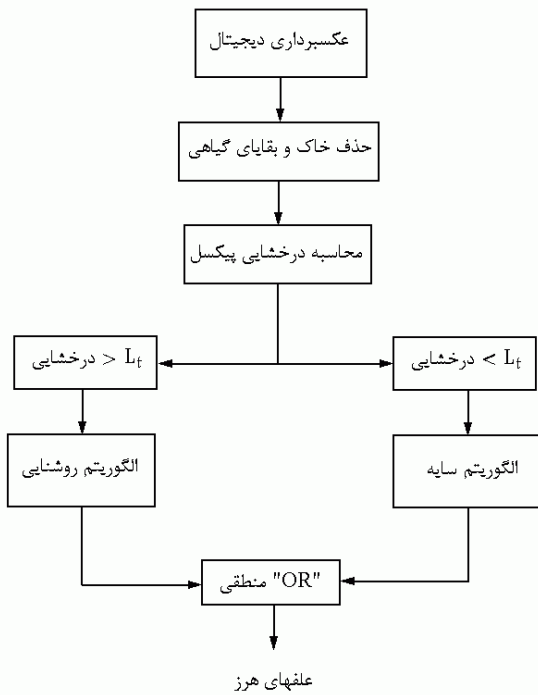 عکسبرداری دیجیتال
حذف خاک و بقایای گیاهی
محاسبه درخشایی پیکسل
درخشایی < Lt
درخشایی > Lt
الگوریتم سایه
الگوریتم روشنایی
منطقی "OR"
علفهای هرز